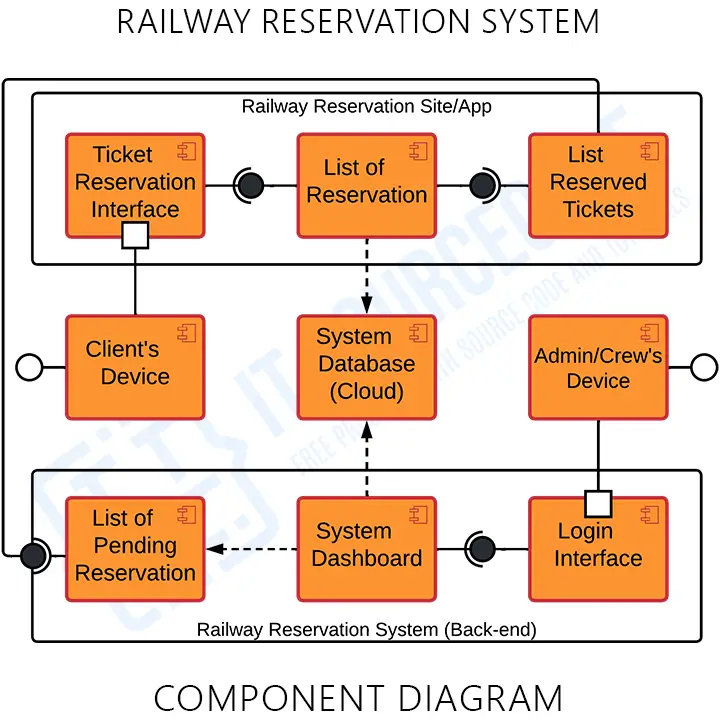 RAILWAY RESERVATION SYSTEM
Railway Reservation Site/App
Ticket
Reservation
Interface
List of
Reservation
List
Reserved
Tickets
Client's
Device
System
Database
(Cloud)
Admin/Crew's
Device
List of
Pending
Reservation
System
Dashboard
Login
Interface
Railway Reservation System (Back-end)
COMPONENT DIAGRAM